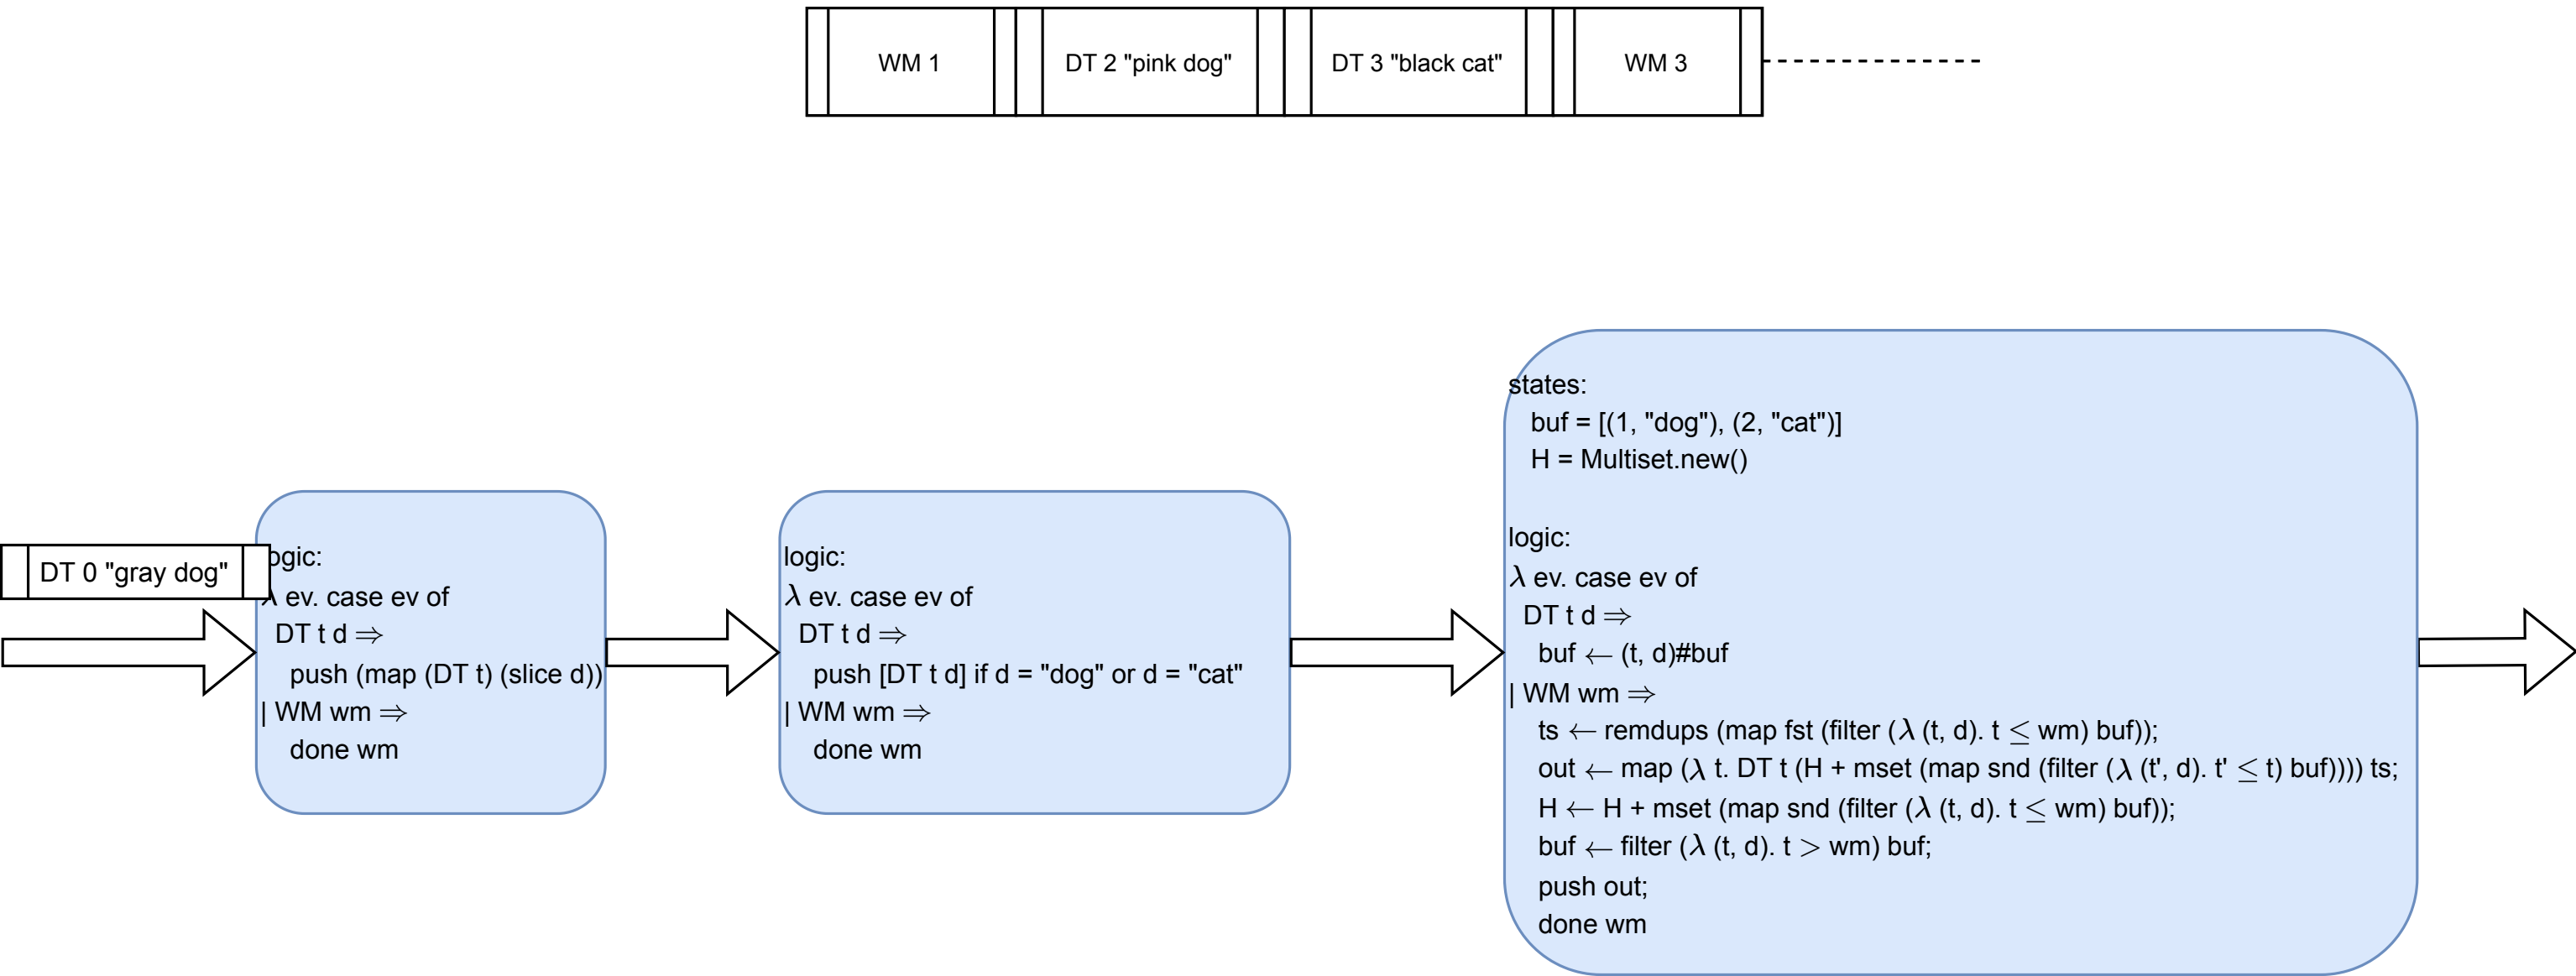 WM 1
DT 2 "pink dog"
DT 3 "black cat"
WM 3
DT 0 "gray dog"
ogic:
λ ev. case ev of
DT t d ⇒
push (map (DT t) (slice d))
| WM wm ⇒
done wm
logic:
λ ev. case ev of
DT t d ⇒
push [DT t d] if d = "dog" or d = "cat"
| WM wm ⇒
done wm
states:
buf = [(1, "dog"), (2, "cat")]
H = Multiset.new()
logic:
λ ev. case ev of
DT t d ⇒
buf ← (t, d)#buf
| WM wm ⇒
ts ← remdups (map fst (filter (λ (t, d). t ≤ wm) buf));
out ← map (λ t. DT t (H + mset (map snd (filter (λ (t', d). t' ≤ t) buf)))) ts;
H ← H + mset (map snd (filter (λ (t, d). t ≤ wm) buf));
buf ← filter (λ (t, d). t > wm) buf;
push out;
done wm